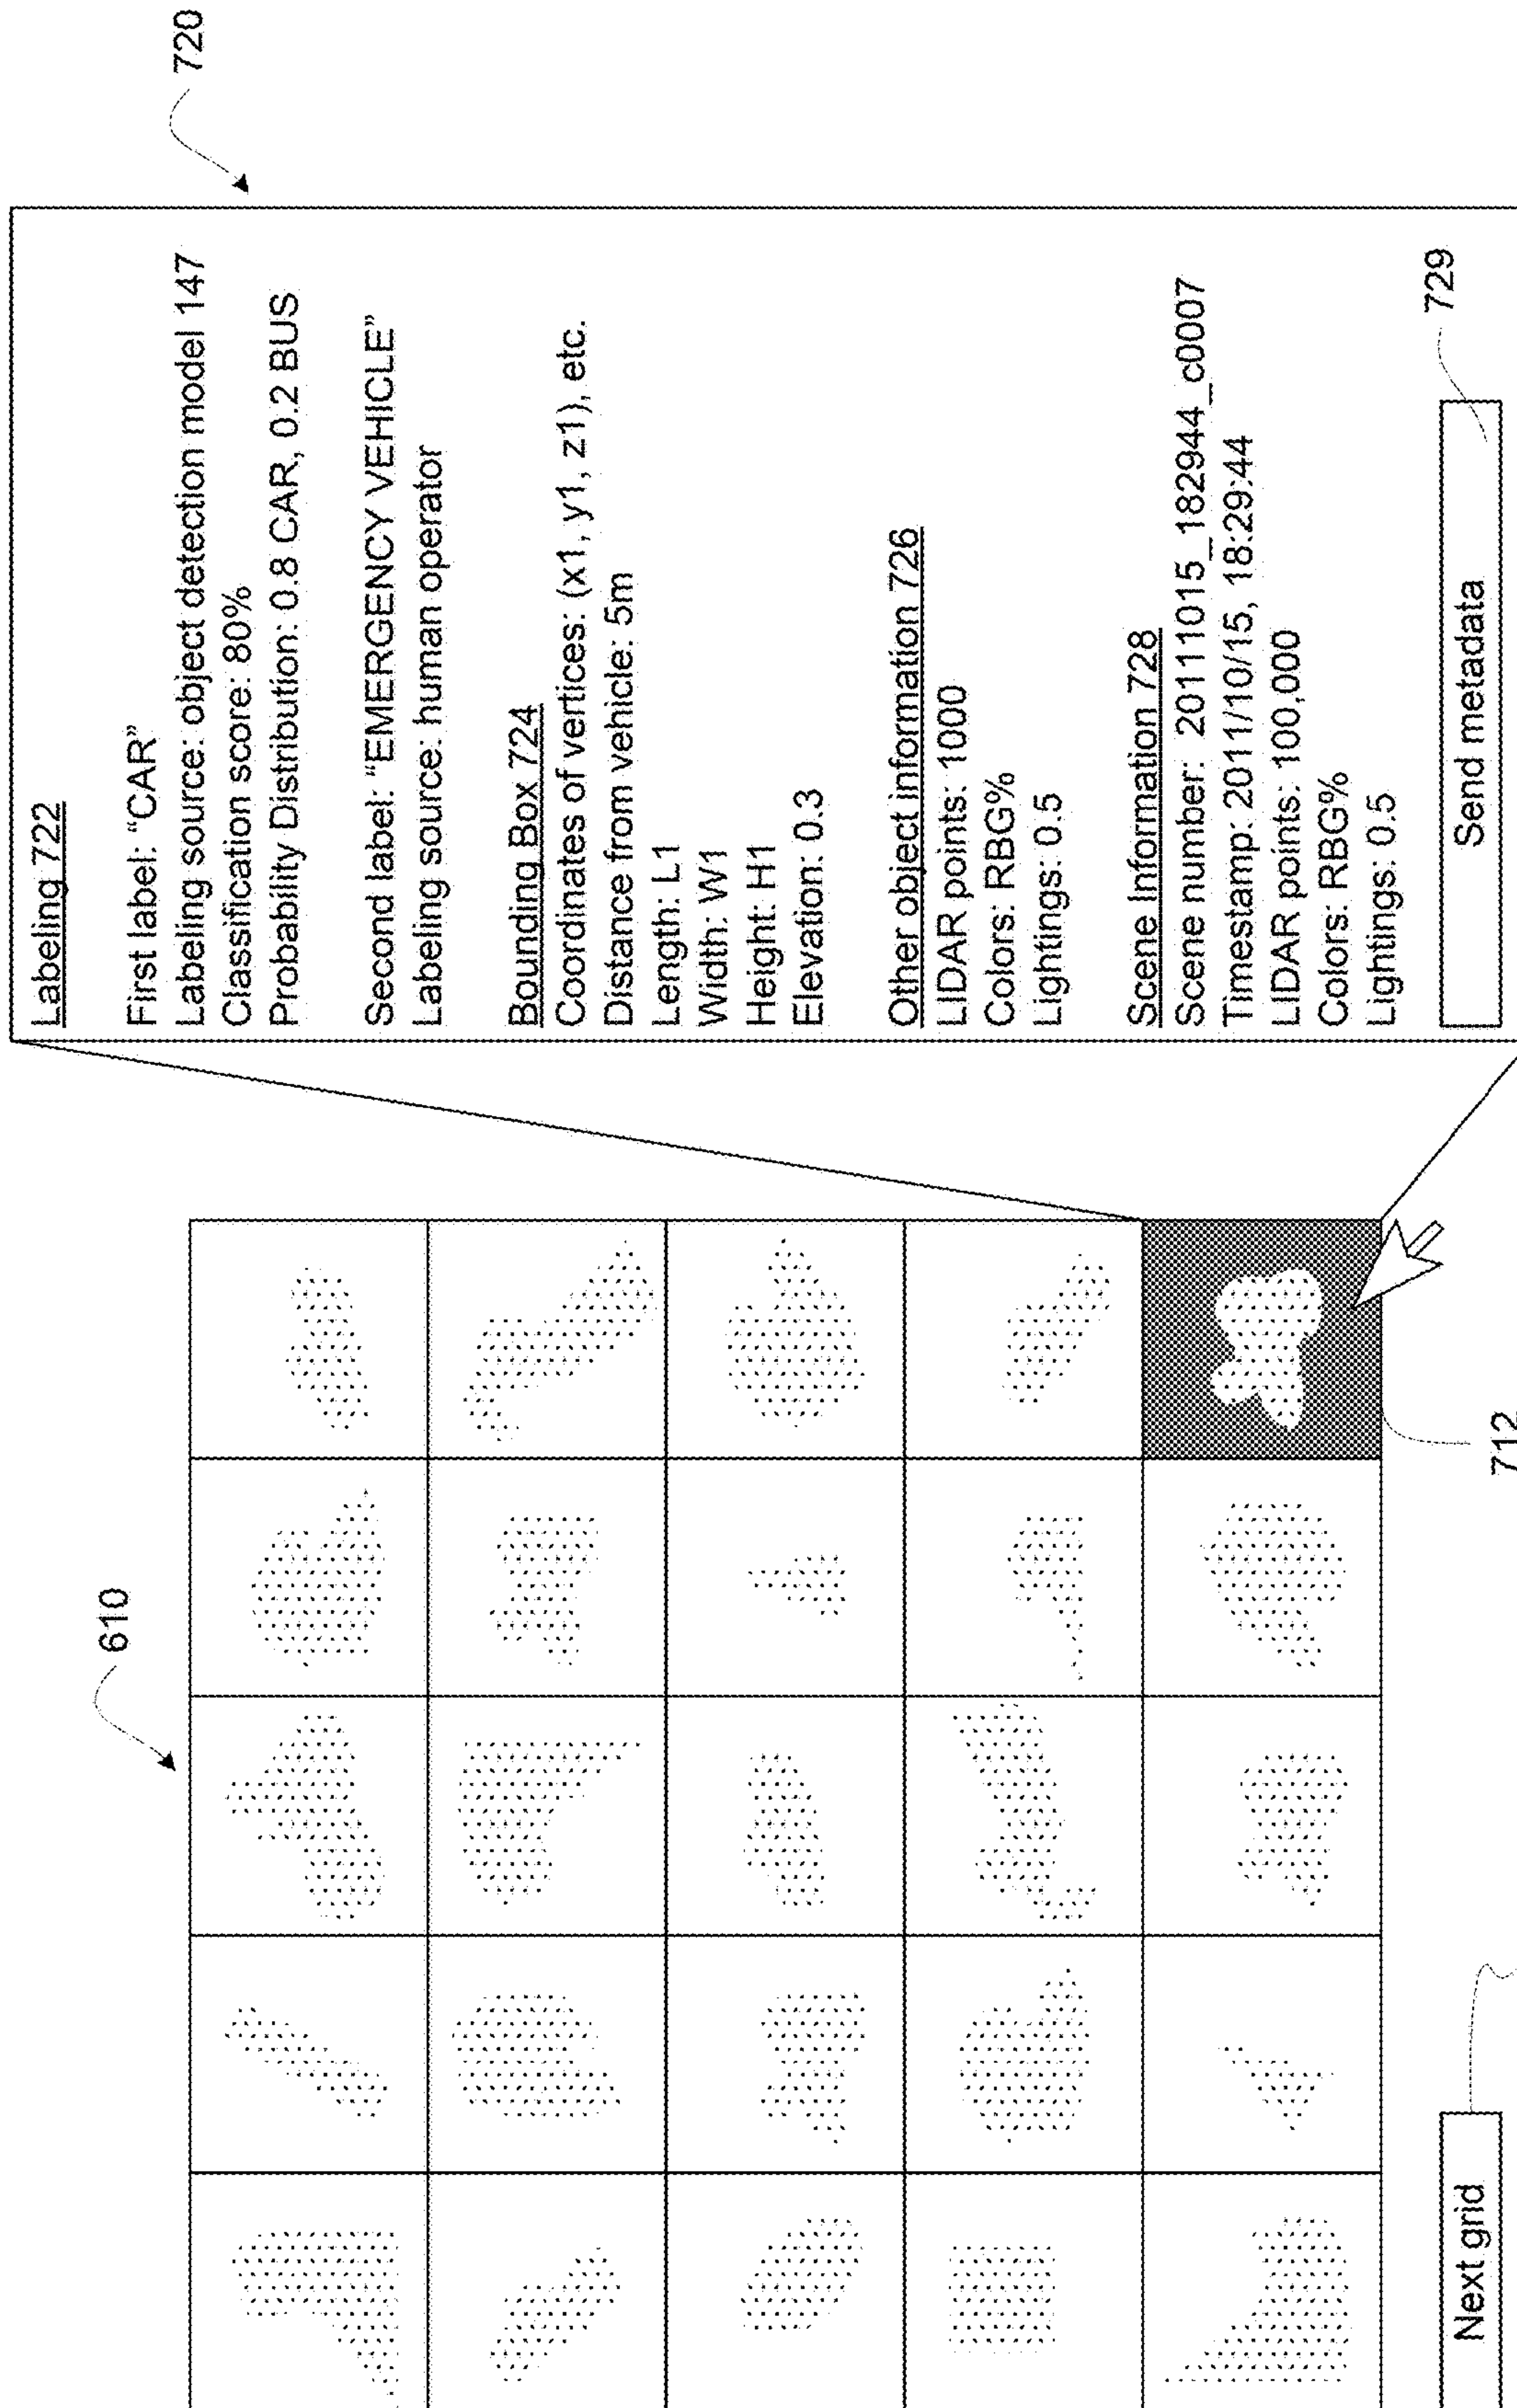 610
720
Labeling 722
First label: “CAR”
Labeling source: object detection model 147
Classification score: 80%
Probability Distribution: 0.8 CAR, 0.2 BUS
Second label: “EMERGENCY VEHICLE”
Labeling source: human operator
Bounding Box 724
Coordinates of vertices: (x1, y1, z1), etc.
Distance from vehicle: 5m
Length: L1
Width: W1
Height: H1
Elevation: 0.3
Other object information 726
LIDAR points: 1000
Colors: RBG%
Lightings: 0.5
Scene Information 728
Scene number: 20111015_182944_c0007
Timestamp: 2011/10/15, 18:29:44
LIDAR points: 100,000
Colors: RBG%
Lightings: 0.5
Send metadata
729
712
Next grid